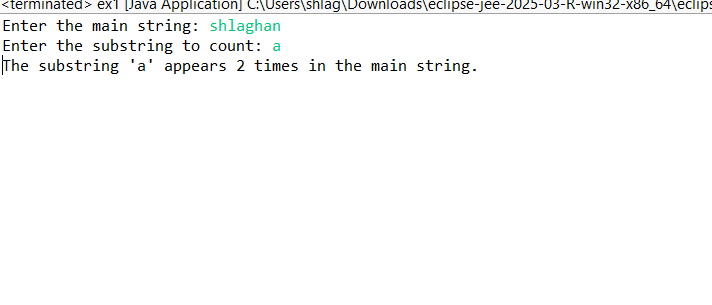 <terminated> ex1 [Java Application] C:\Users\shlag\Downloads\eclipse-jee-2025-03-R-win32-x86_64\eclips
Enter the main string: shlaghan
Enter the substring to count: a
The substring 'a' appears 2 times in the main string.